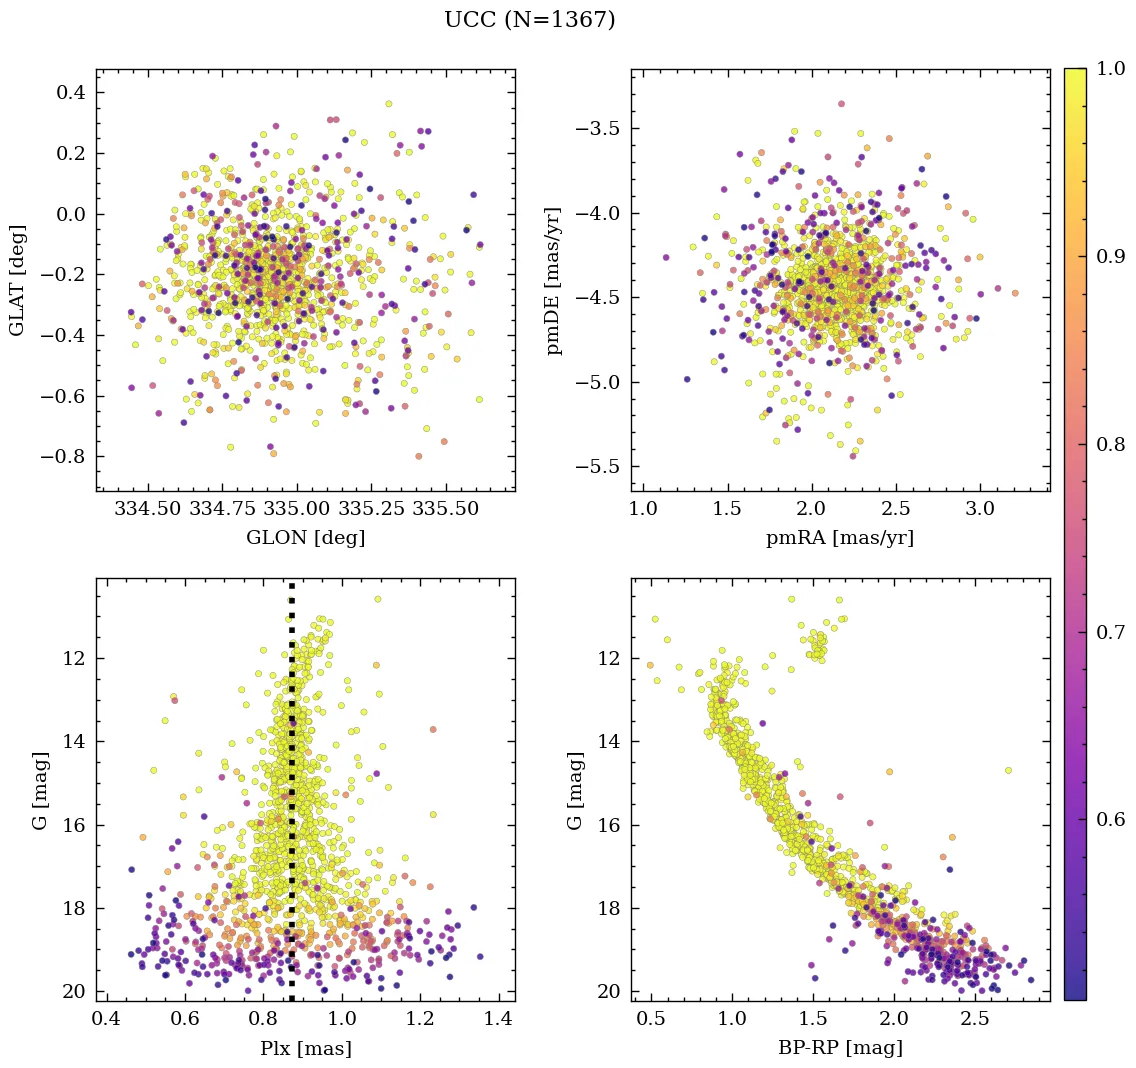 UCC (N=1367)
0.4
0.2
0.0
−0.2
−0.4
−0.6
−0.8
GLAT [deg]
334.50 334.75 335.00 335.25 335.50
GLON [deg]
−3.5
−4.0
−4.5
−5.0
−5.5
pmDE [mas/yr]
1.0 1.5 2.0 2.5 3.0
pmRA [mas/yr]
12
14
16
18
20
G [mag]
0.4 0.6 0.8 1.0 1.2 1.4
Plx [mas]
12
14
16
18
20
G [mag]
0.5 1.0 1.5 2.0 2.5
BP-RP [mag]
1.0
0.9
0.8
0.7
0.6